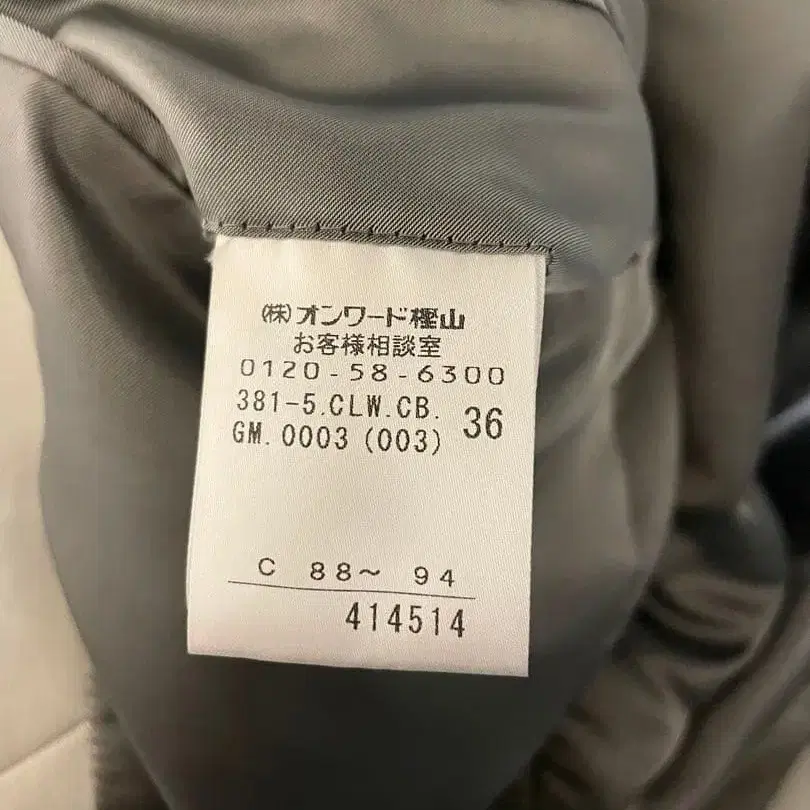 (株)オンワード樫山
お客様相談室
0120-58-6300
381-5.CLW.CB. 36
GM.0003(003)
C 88～ 94
414514